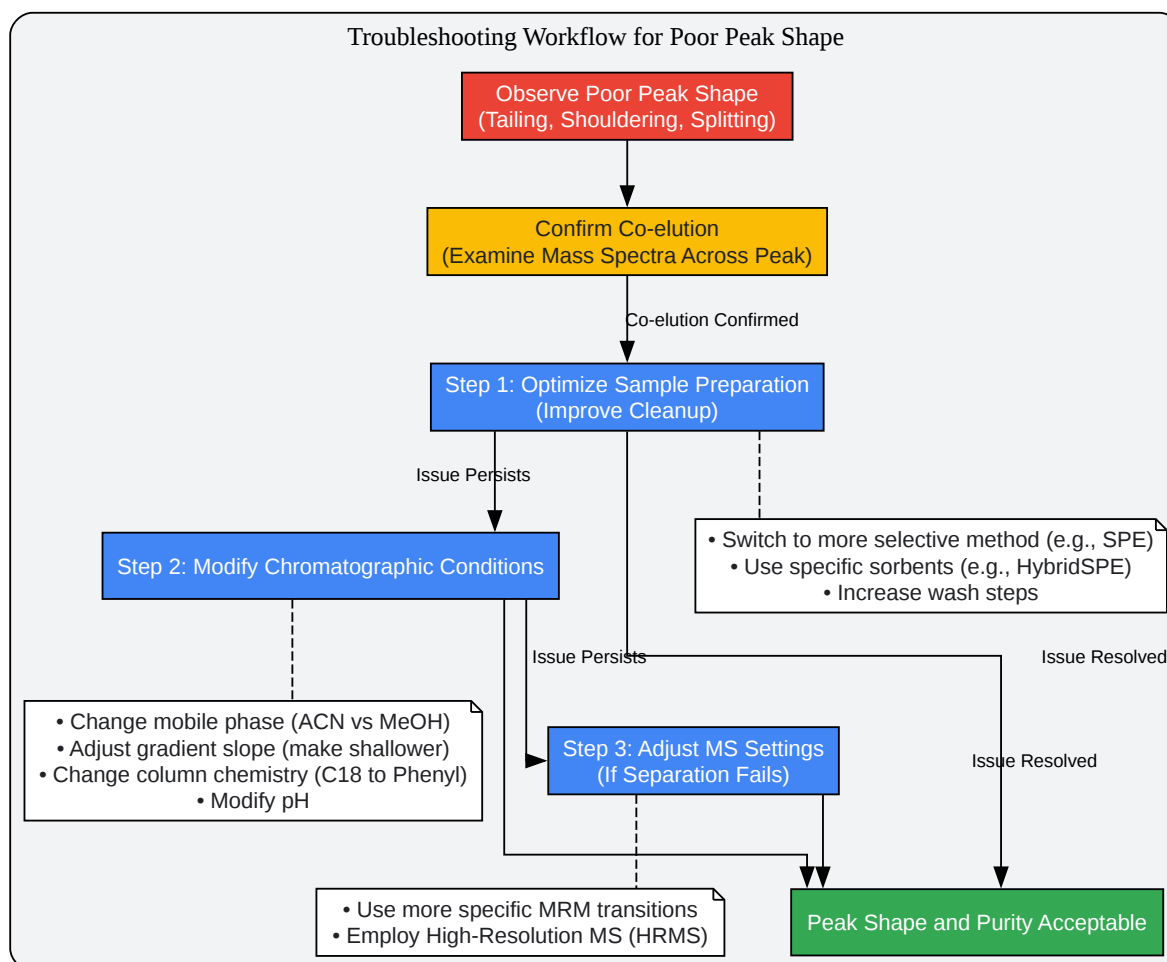 Troubleshooting Workflow for Poor Peak Shape
Observe Poor Peak Shape
(Tailing, Shouldering, Splitting)
Confirm Co-elution
(Examine Mass Spectra Across Peak)
Co-elution Confirmed
Step 1: Optimize Sample Preparation
(Improve Cleanup)
Issue Persists
• Switch to more selective method (e.g., SPE)
• Use specific sorbents (e.g., HybridSPE)
• Increase wash steps
Step 2: Modify Chromatographic Conditions
Issue Persists
Issue Resolved
• Change mobile phase (ACN vs MeOH)
• Adjust gradient slope (make shallower)
• Change column chemistry (C18 to Phenyl)
• Modify pH
Step 3: Adjust MS Settings
(If Separation Fails)
Issue Resolved
• Use more specific MRM transitions
• Employ High-Resolution MS (HRMS)
Peak Shape and Purity Acceptable